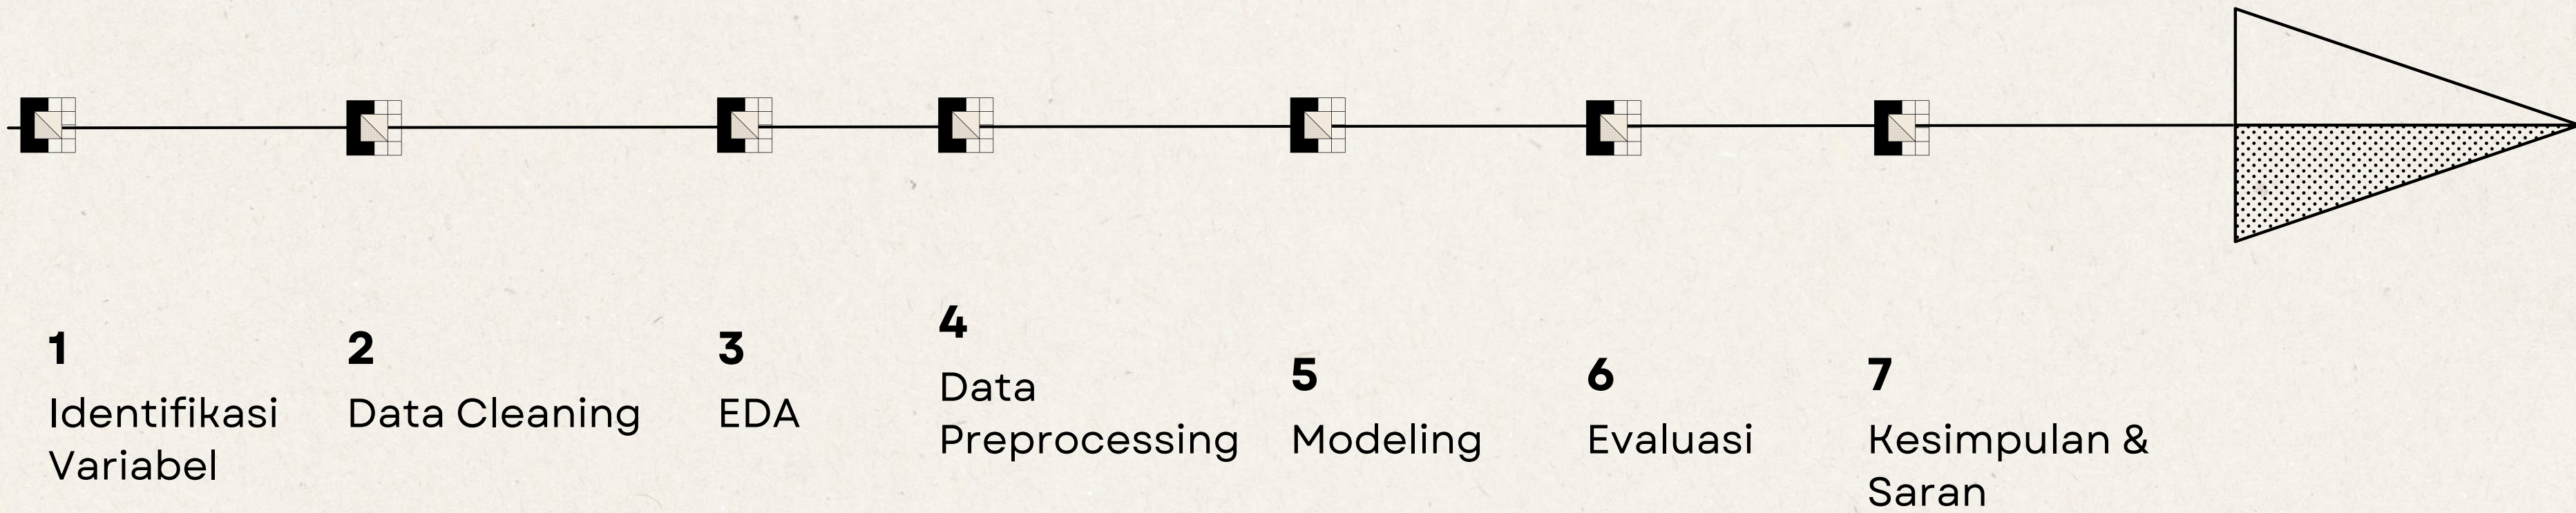 1
Identifikasi
Variabel
2
Data Cleaning
3
EDA
4
Data
Preprocessing
5
Modeling
6
Evaluasi
7
Kesimpulan &
Saran